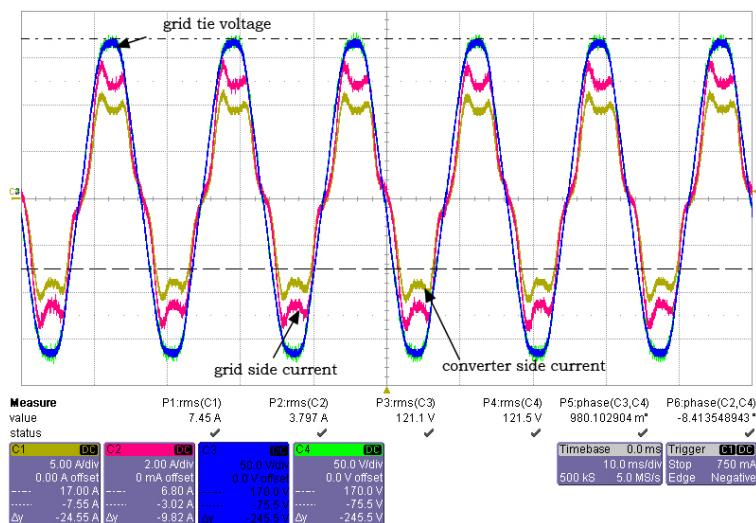 grid tie voltage
C3
grid side current
converter side current
Measure P1:rms(C1) P2:rms(C2) P3:rms(C3) P4:rms(C4) P5:phase(C3,C4) P6:phase(C2,C4)
value 7.45 A 3.797 A 121.1 V 121.5 V 980.102904 m° -8.413548943 °
status ✔ ✔ ✔ ✔ ✔ ✔
C1 DC C2 DC C3 DC C4 DC Timebase 0.0 ms Trigger C1 DC
5.00 A/div 2.00 A/div 50.0 V/div 50.0 V/div 10.0 ms/div Stop 750 mA
0.00 A offset 0 mA offset 0.0 V offset 0.0 V offset 500 kS 5.0 MS/s Edge Negative
17.00 A 6.80 A 170.0 V 170.0 V
-7.55 A -3.02 A -75.5 V -75.5 V
Δy -24.55 A Δy -9.82 A Δy -245.5 V Δy -245.5 V